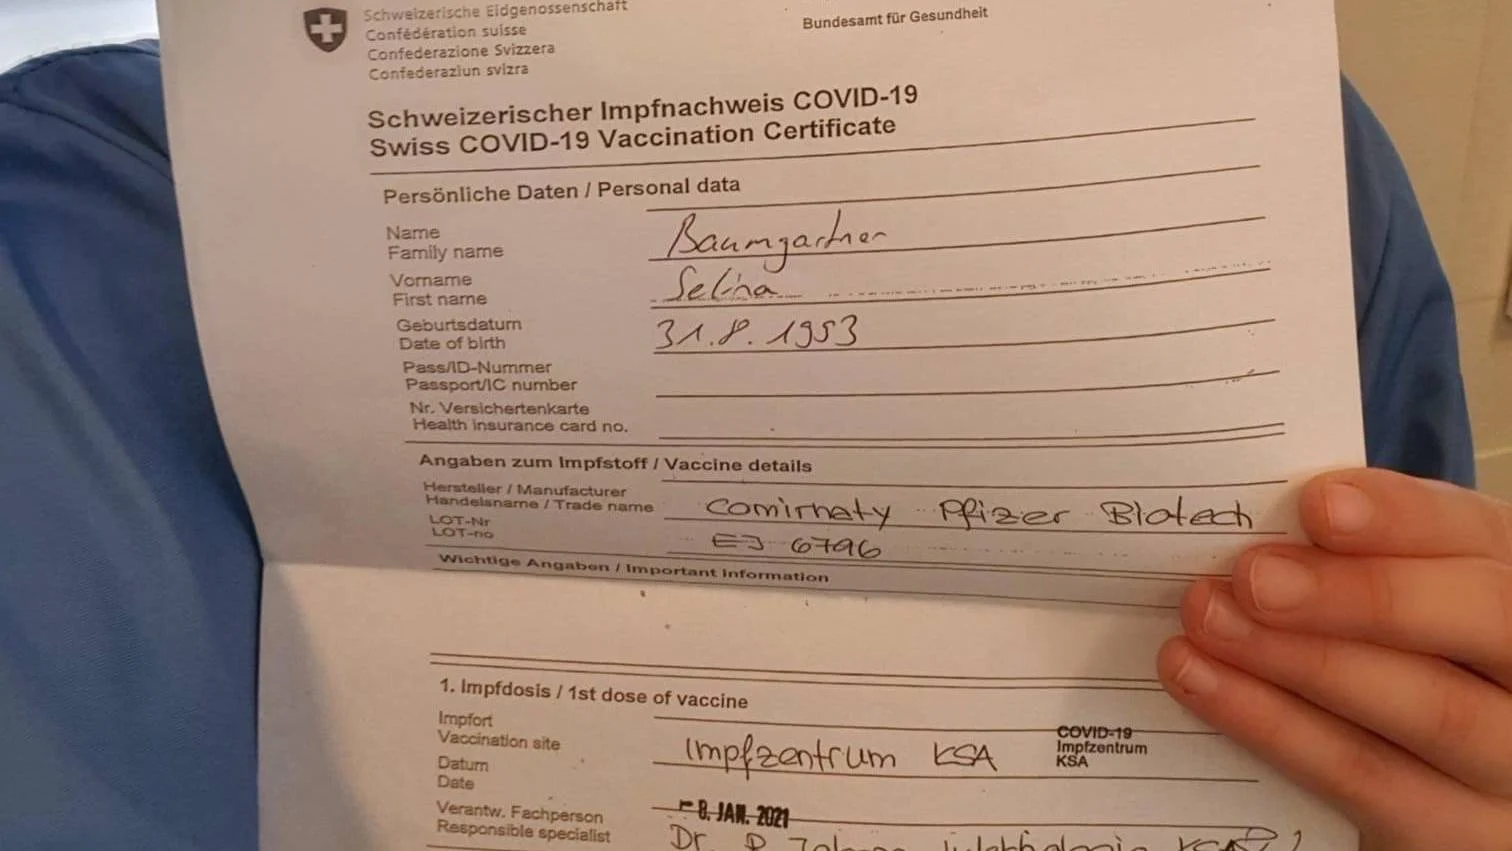 Schweizerische Eidgenossenschaft
Confédération suisse
Confederazione Svizzera
Confederaziun svizra
Bundesamt für Gesundheit
Schweizerischer Impfnachweis COVID-19
Swiss COVID-19 Vaccination Certificate
Persönliche Daten / Personal data
Name
Family name
Baumgartner
Vorname
First name
Selina
Geburtsdatum
Date of birth
31.8.1953
Pass/ID-Nummer
Passport/IC number
Nr. Versichertenkarte
Health insurance card no.
Angaben zum Impfstoff / Vaccine details
Hersteller / Manufacturer
Handelsname / Trade name
Comirnaty Pfizer Biotech
LOT-Nr
LOT-no
EJ 6796
Wichtige Angaben / Important information
1. Impfdosis / 1st dose of vaccine
Impfort
Vaccination site
Impfzentrum KSA
COVID-19
Impfzentrum
KSA
Datum
Date
- 8. JAN. 2021
Verantw. Fachperson
Responsible specialist
Dr.